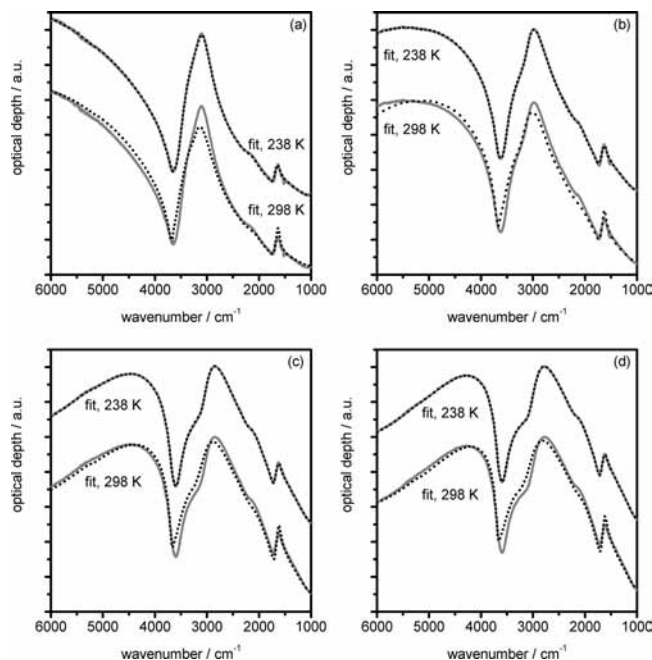 (a)
optical depth / a.u.
fit, 238 K
fit, 298 K
6000 5000 4000 3000 2000 1000
wavenumber / cm⁻¹
(b)
optical depth / a.u.
fit, 238 K
fit, 298 K
6000 5000 4000 3000 2000 1000
wavenumber / cm⁻¹
(c)
optical depth / a.u.
fit, 238 K
fit, 298 K
6000 5000 4000 3000 2000 1000
wavenumber / cm⁻¹
(d)
optical depth / a.u.
fit, 238 K
fit, 298 K
6000 5000 4000 3000 2000 1000
wavenumber / cm⁻¹